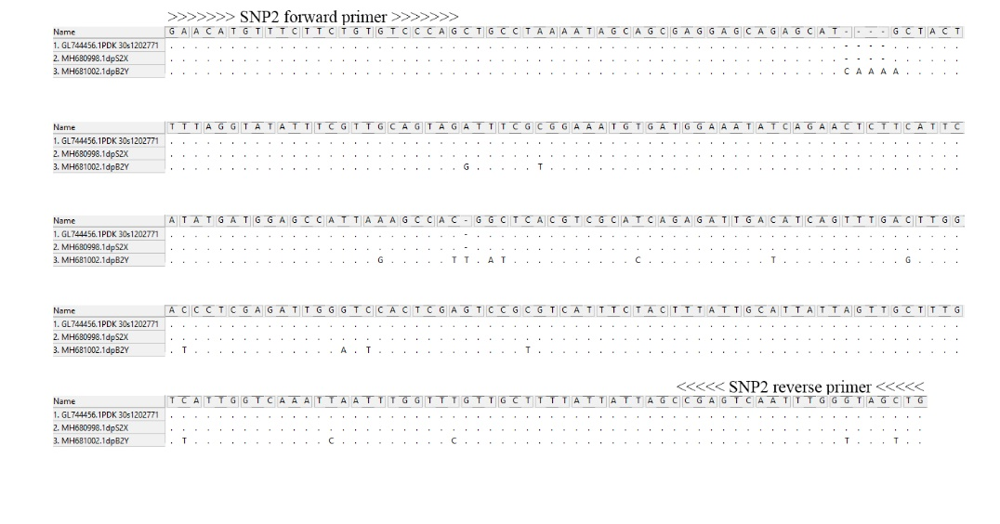 >>>>>>> SNP2 forward primer >>>>>>>
Name G A A C A T G T T T C T T C T G T G T C C C A G C T G C C T A A A A T A G C A G C G A G G A G C A G A G C A T - - - - G C T A C T
1. GL744456.1PDK 30s1202771 . . . . . . . . . . . . . . . . . . . . . . . . . . . . . . . . . . . . . . . . . . . . . . . . . . . . . . . - - - - . . . . . .
2. MH680998.1dpS2X . . . . . . . . . . . . . . . . . . . . . . . . . . . . . . . . . . . . . . . . . . . . . . . . . . . . . . . - - - - . . . . . .
3. MH681002.1dpB2Y . . . . . . . . . . . . . . . . . . . . . . . . . . . . . . . . . . . . . . . . . . . . . . . . . . . . . . . C A A A A . . . . .
Name T T T A G G T A T A T T T C G T T G C A G T A G A T T T C G C G G A A A T G T G A T G G A A A T A T C A G A A C T C T T C A T T C
1. GL744456.1PDK 30s1202771 . . . . . . . . . . . . . . . . . . . . . . . . . . . . . . . . . . . . . . . . . . . . . . . . . . . . . . . . . . . . . . . . .
2. MH680998.1dpS2X . . . . . . . . . . . . . . . . . . . . . . . . . . . . . . . . . . . . . . . . . . . . . . . . . . . . . . . . . . . . . . . . .
3. MH681002.1dpB2Y . . . . . . . . . . . . . . . . . . . . . . . . G . . . . . T . . . . . . . . . . . . . . . . . . . . . . . . . . . . . . . . . .
Name A T A T G A T G G A G C C A T T A A A G C C A C - G G C T C A C G T C G C A T C A G A G A T T G A C A T C A G T T T G A C T T G G
1. GL744456.1PDK 30s1202771 . . . . . . . . . . . . . . . . . . . . . . . . - . . . . . . . . . . . . . . . . . . . . . . . . . . . . . . . . . . . . . . . .
2. MH680998.1dpS2X . . . . . . . . . . . . . . . . . . . . . . . . - . . . . . . . . . . . . . . . . . . . . . . . . . . . . . . . . . . . . . . . .
3. MH681002.1dpB2Y . . . . . . . . . . . . . . . . . G . . . . . T T . A T . . . . . . . . . . C . . . . . . . . . . T . . . . . . . . . . G . . . .
Name A C C C T C G A G A T T G G G T C C A C T C G A G T C C G C G T C A T T T C T A C T T T A T T G C A T T A T T A G T T G C T T T G
1. GL744456.1PDK 30s1202771 . . . . . . . . . . . . . . . . . . . . . . . . . . . . . . . . . . . . . . . . . . . . . . . . . . . . . . . . . . . . . . . . .
2. MH680998.1dpS2X . . . . . . . . . . . . . . . . . . . . . . . . . . . . . . . . . . . . . . . . . . . . . . . . . . . . . . . . . . . . . . . . .
3. MH681002.1dpB2Y . T . . . . . . . . . . . . A . T . . . . . . . . . . . . T . . . . . . . . . . . . . . . . . . . . . . . . . . . . . . . . . . .
<<<<< SNP2 reverse primer <<<<<
Name T C A T T G G T C A A A T T A A T T T G G T T T G T T G C T T T T A T T A T T A G C C G A G T C A A T T T G G G T A G C T G
1. GL744456.1PDK 30s1202771 . . . . . . . . . . . . . . . . . . . . . . . . . . . . . . . . . . . . . . . . . . . . . . . . . . . . . . . . . . . . . .
2. MH680998.1dpS2X . . . . . . . . . . . . . . . . . . . . . . . . . . . . . . . . . . . . . . . . . . . . . . . . . . . . . . . . . . . . . .
3. MH681002.1dpB2Y . T . . . . . . . . . . . C . . . . . . . . . C . . . . . . . . . . . . . . . . . . . . . . . . . . . . . . . T . . . T . .